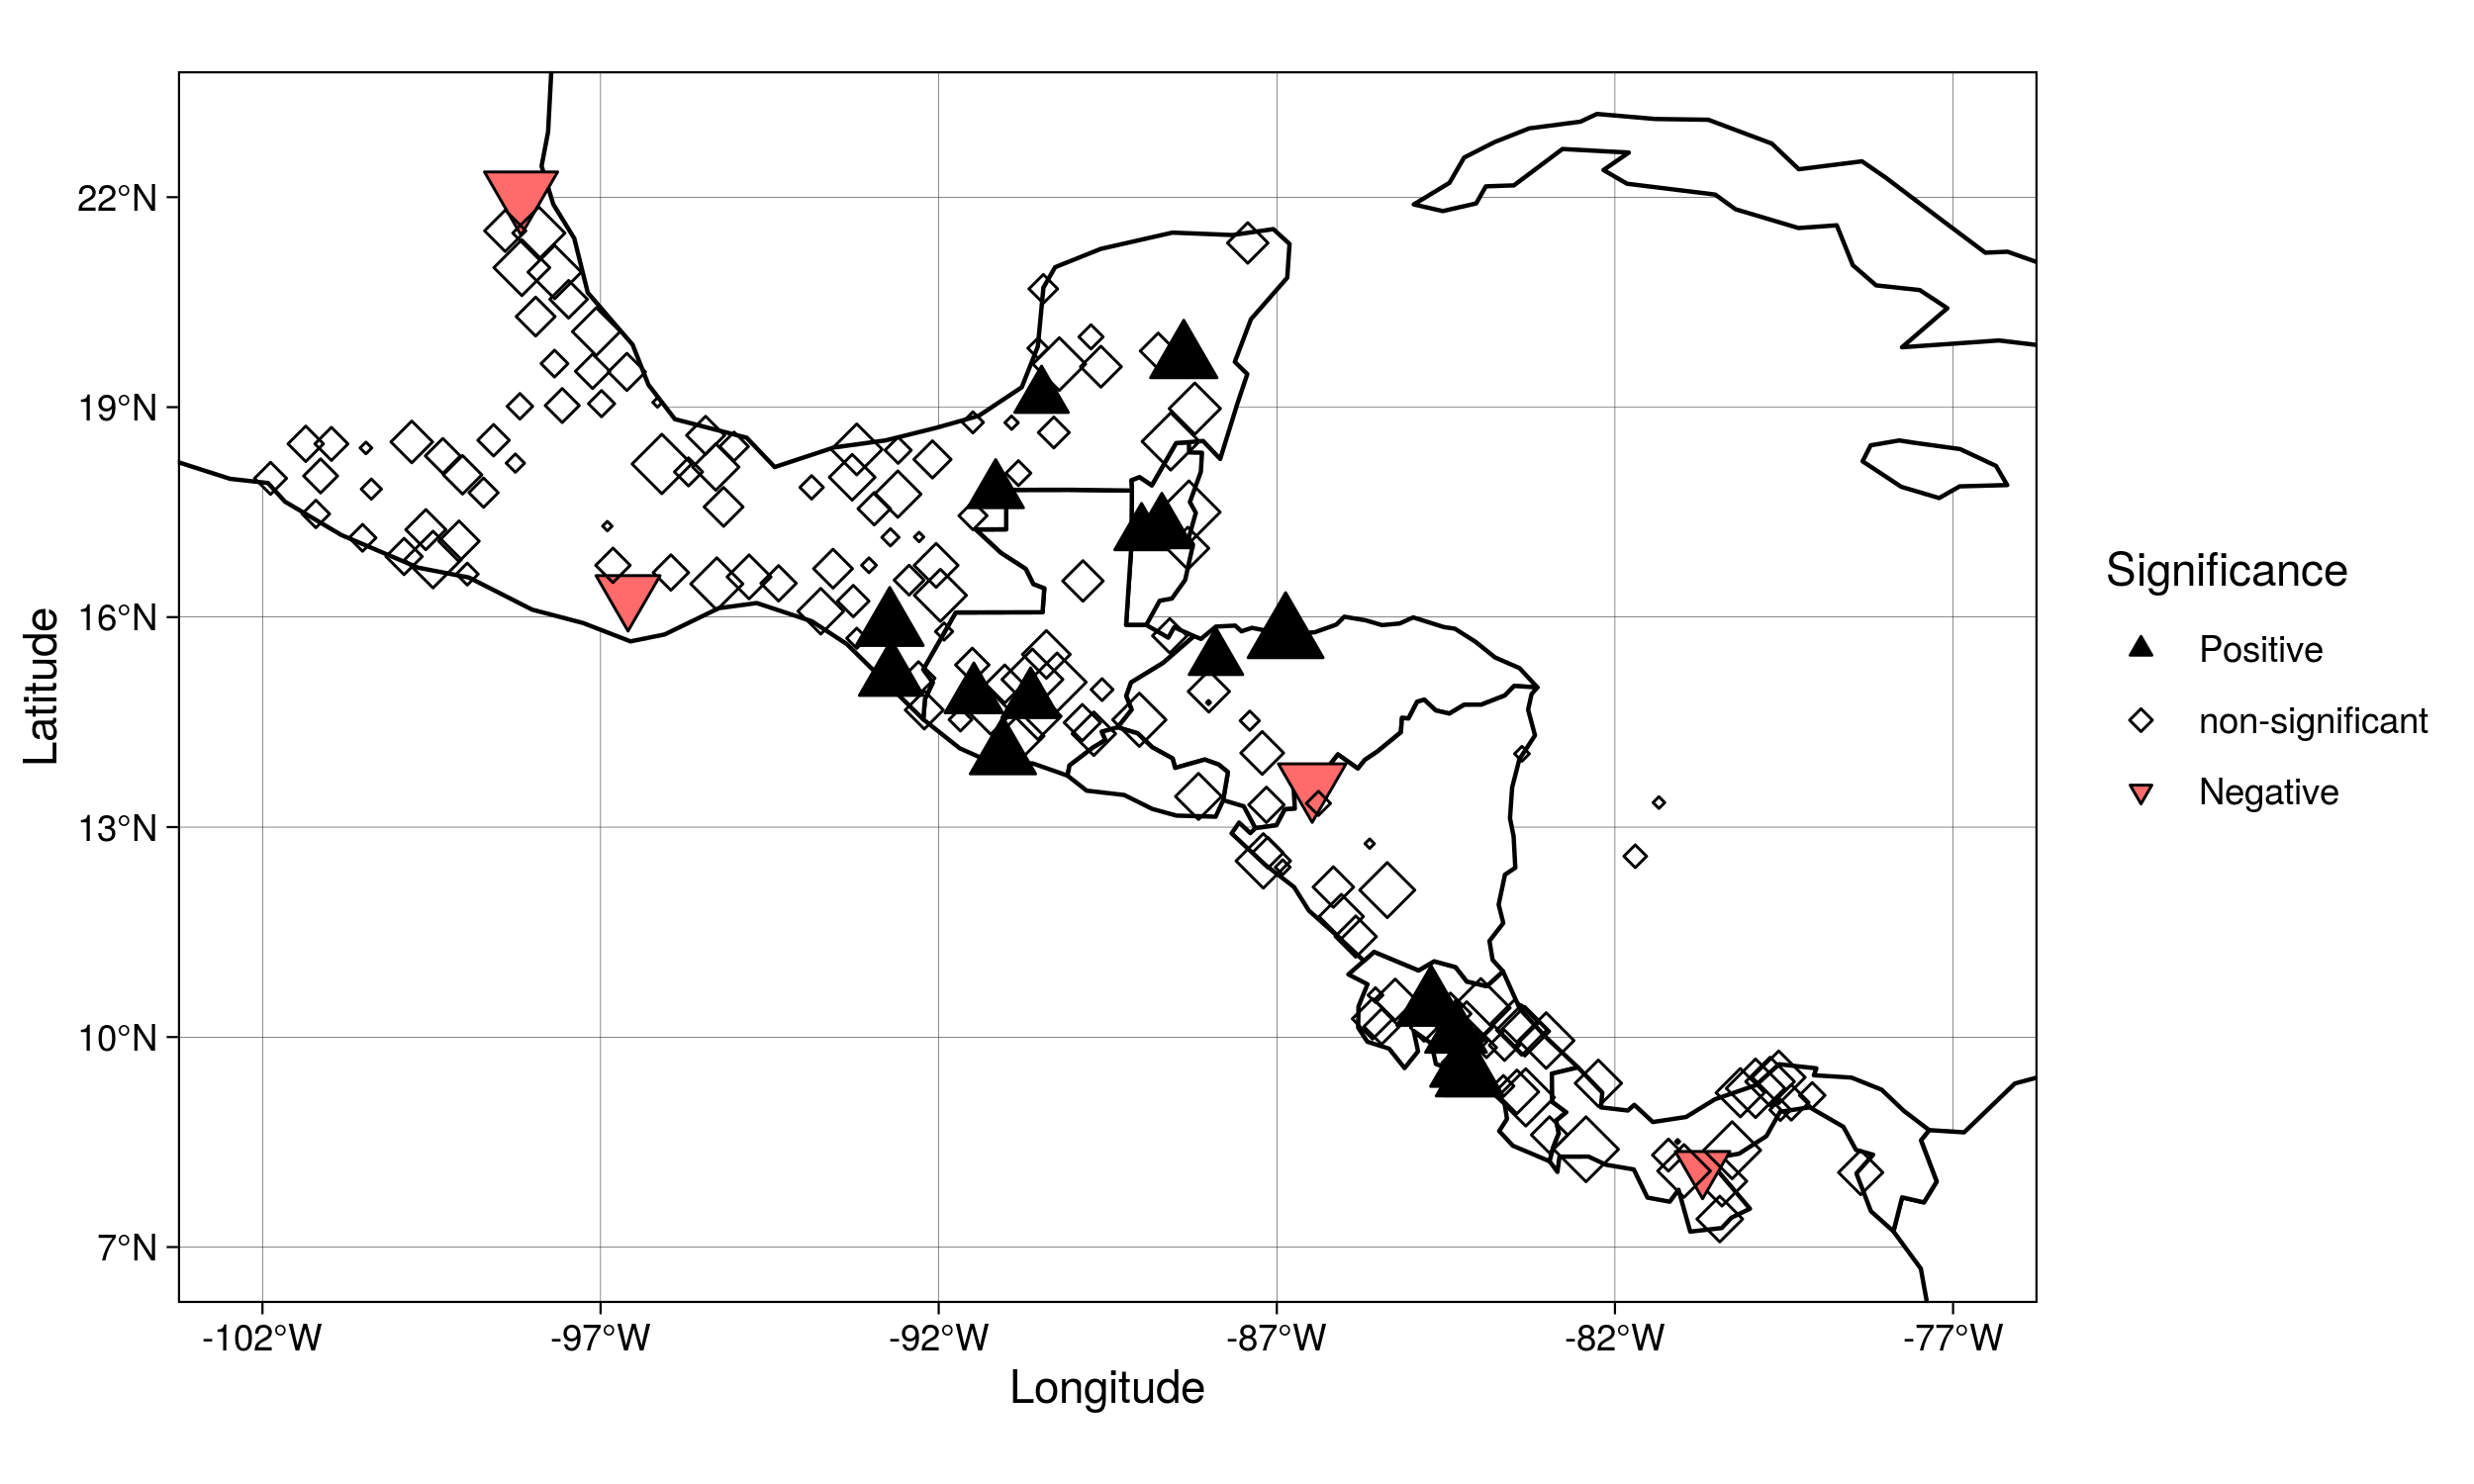 22°N
19°N
16°N
13°N
10°N
7°N
Latitude
-102°W
-97°W
-92°W
-87°W
-82°W
-77°W
Longitude
Significance
Positive
non-significant
Negative